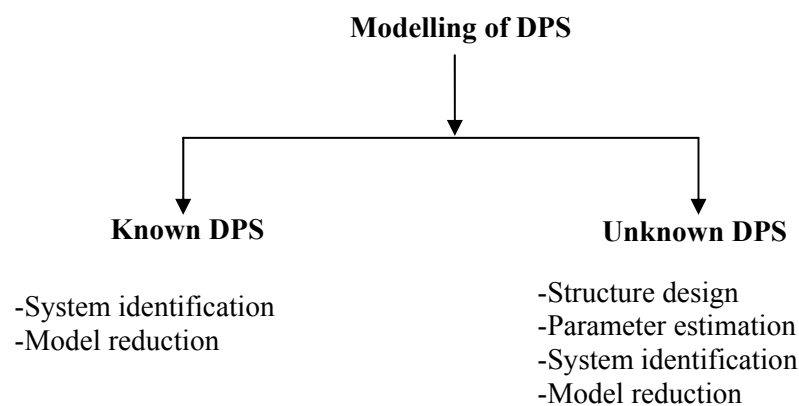 Modelling of DPS
Known DPS
-System identification
-Model reduction
Unknown DPS
-Structure design
-Parameter estimation
-System identification
-Model reduction